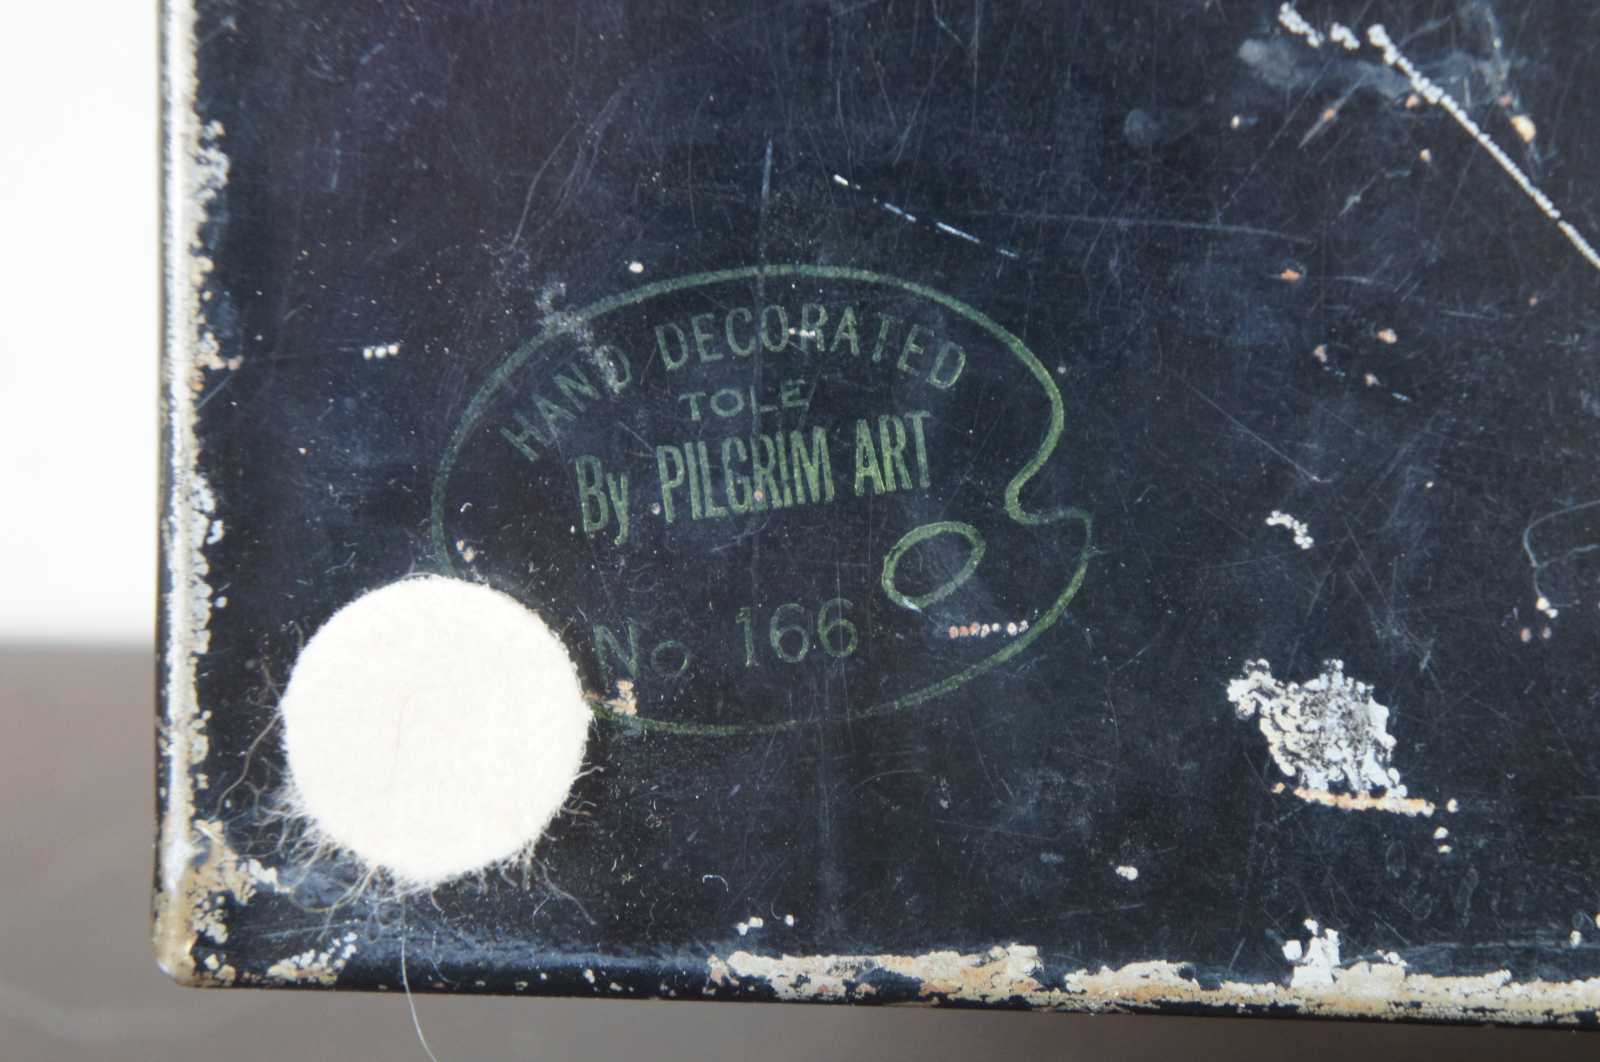 HAND DECORATED
TOLE
By PILGRIM ART
No 166